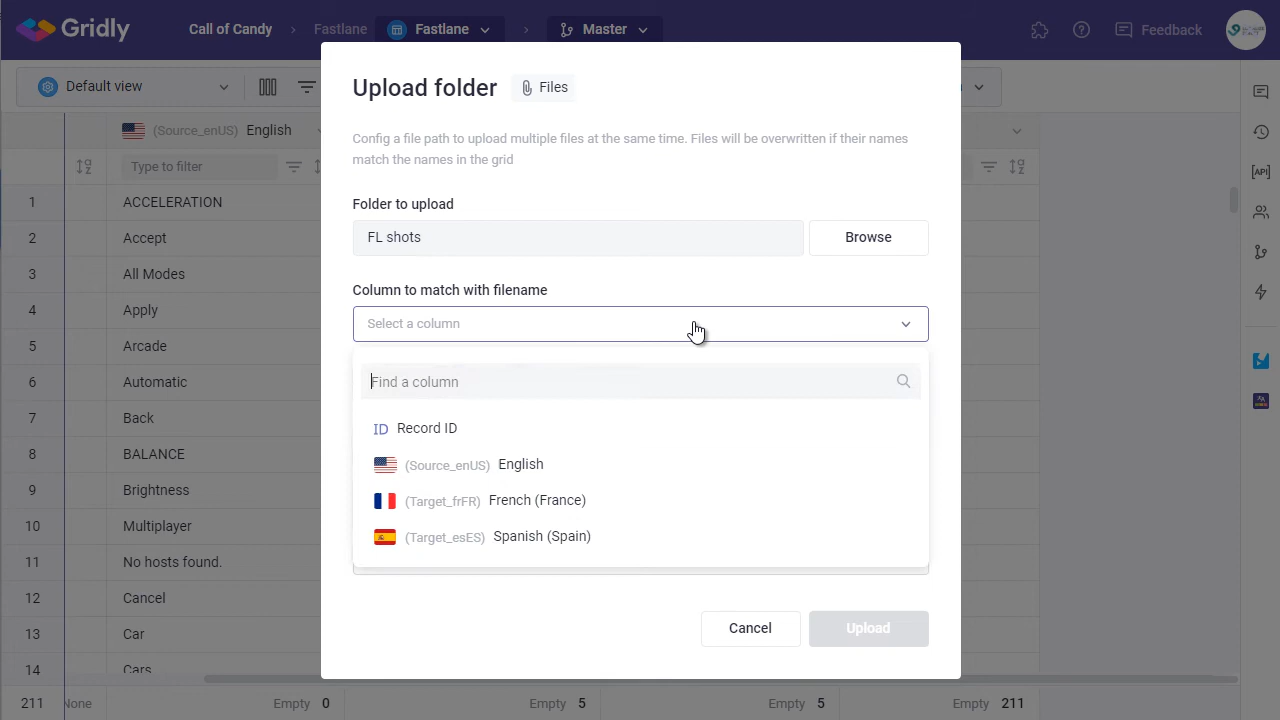 Gridly
Call of Candy
Fastlane
Fastlane
Master
Feedback
Default view
Upload folder
Files
Config a file path to upload multiple files at the same time. Files will be overwritten if their names
match the names in the grid
(Source_enUS) English
Type to filter
Folder to upload
FL shots
Browse
Column to match with filename
Select a column
Find a column
ID Record ID
(Source_enUS) English
(Target_frFR) French (France)
(Target_esES) Spanish (Spain)
Cancel
Upload
1 ACCELERATION
2 Accept
3 All Modes
4 Apply
5 Arcade
6 Automatic
7 Back
8 BALANCE
9 Brightness
10 Multiplayer
11 No hosts found.
12 Cancel
13 Car
14 Cars
[API]
211 None Empty 0 Empty 5 Empty 5 Empty 211